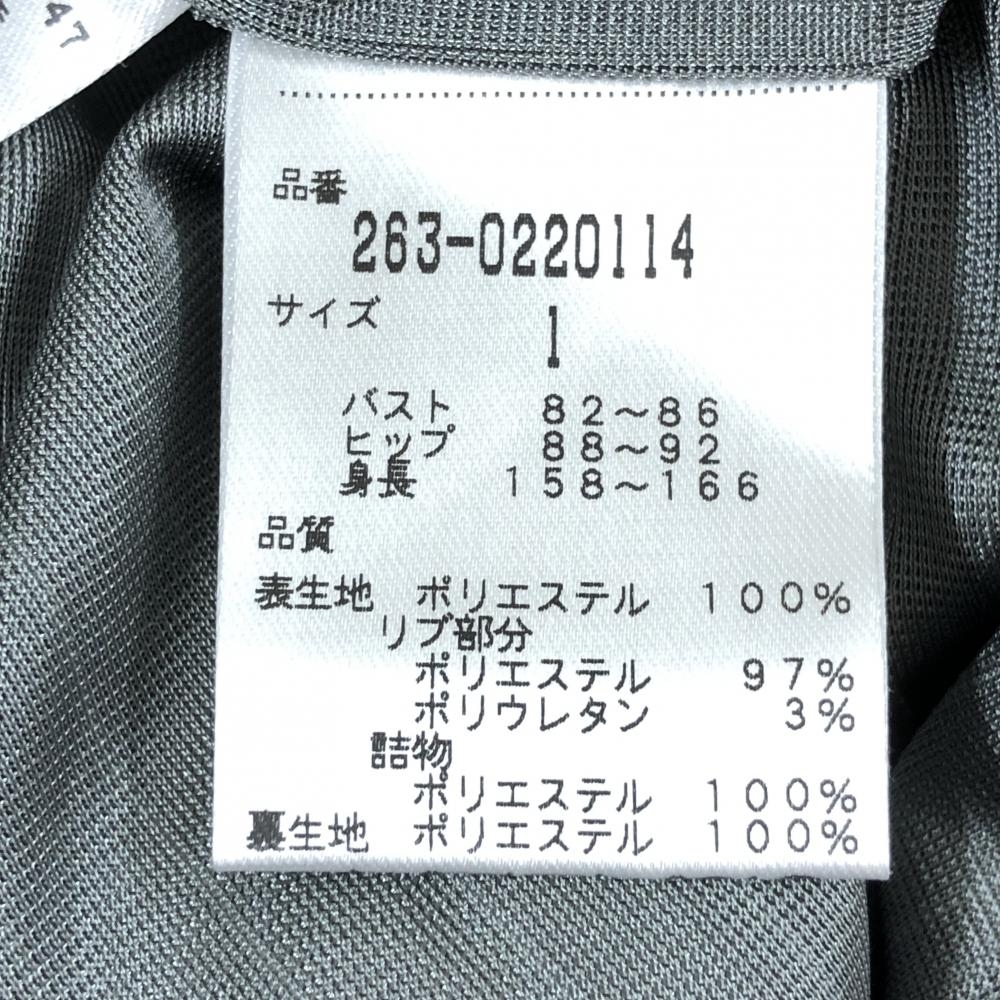 47
品番
263-0220114
サイズ
1
バスト 82～86
ヒップ 88～92
身長 158～166
品質
表生地 ポリエステル 100%
リブ部分
ポリエステル 97%
ポリウレタン 3%
詰物
ポリエステル 100%
裏生地 ポリエステル 100%